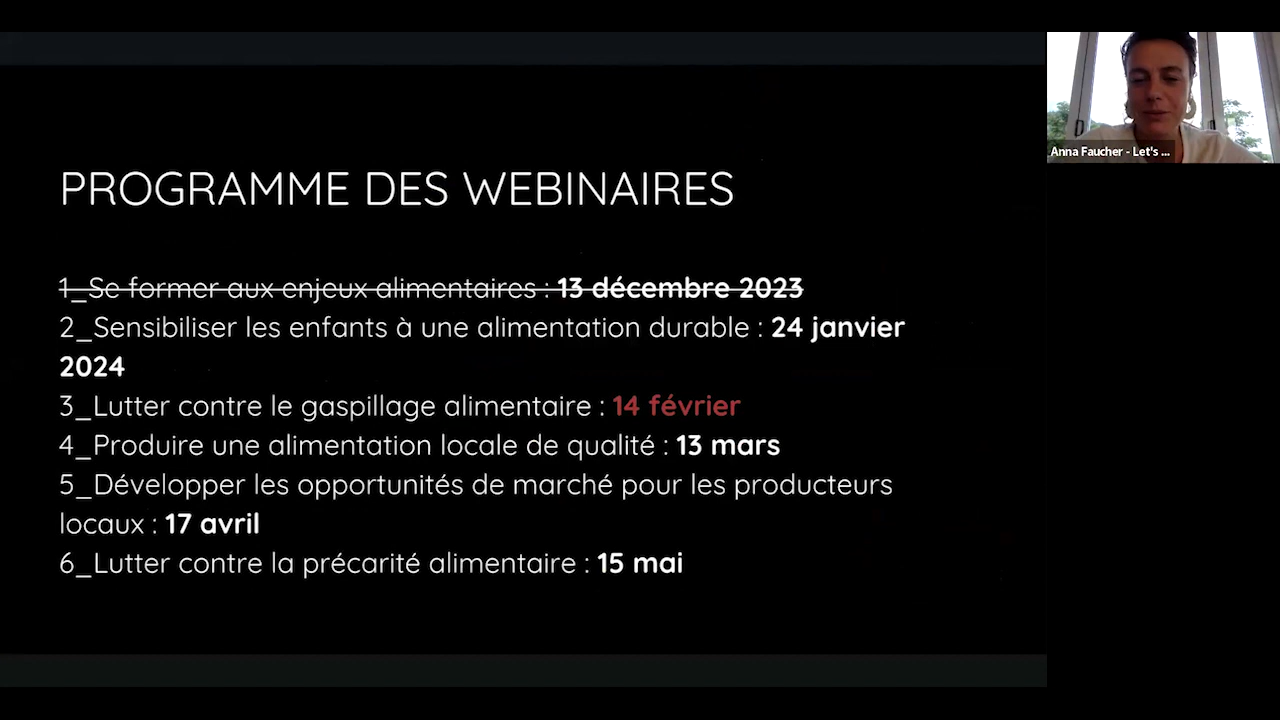 PROGRAMME DES WEBINAIRES
1_Se former aux enjeux alimentaires : 13 décembre 2023
2_Sensibiliser les enfants à une alimentation durable : 24 janvier
2024
3_Lutter contre le gaspillage alimentaire : 14 février
4_Produire une alimentation locale de qualité : 13 mars
5_Développer les opportunités de marché pour les producteurs
locaux : 17 avril
6_Lutter contre la précarité alimentaire : 15 mai
Anna Faucher - Let's ...